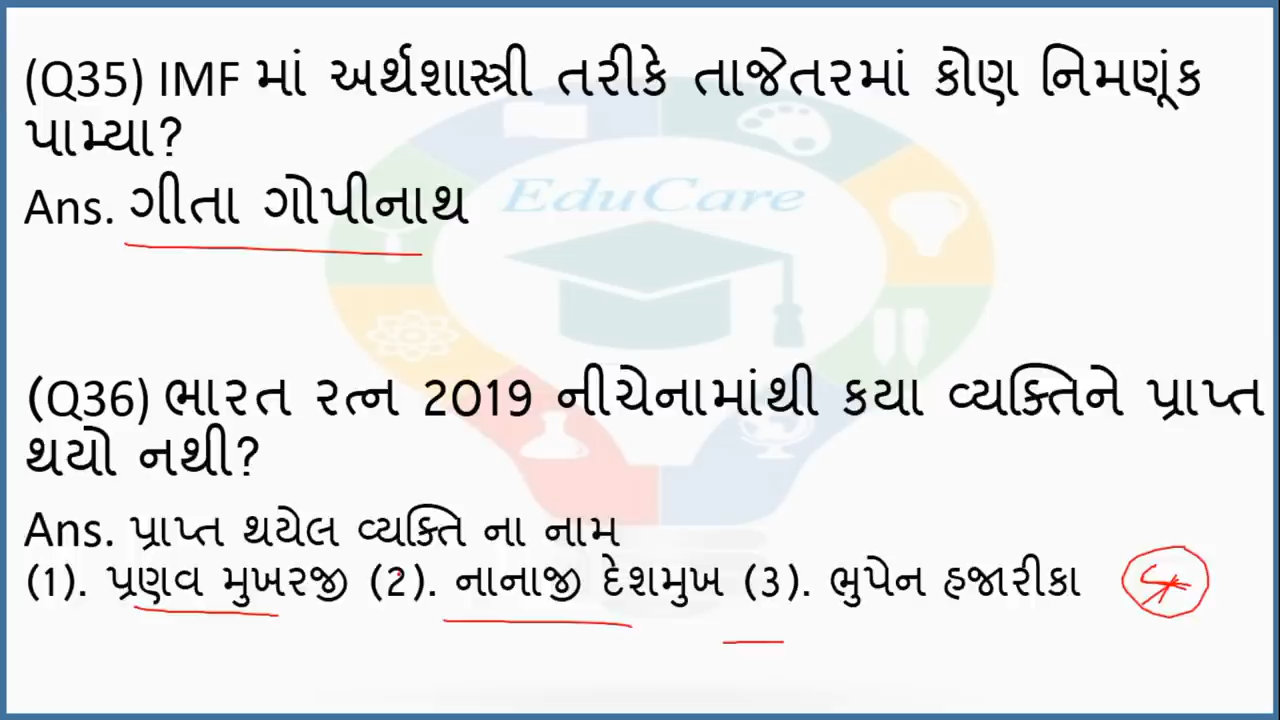 (Q35) IMF માં અર્થશાસ્ત્રી તરીકે તાજેતરમાં કોણ નિમણૂંક
પામ્યા?
Ans. ગીતા ગોપીનાથ
EduCare
(Q36) ભારત રત્ન 2019 નીચેનામાંથી કયા વ્યક્તિને પ્રાપ્ત
થયો નથી?
Ans. પ્રાપ્ત થયેલ વ્યક્તિ ના નામ
(1). પ્રણવ મુખરજી (2). નાનાજી દેશમુખ (3). ભુપેન હજારીકા